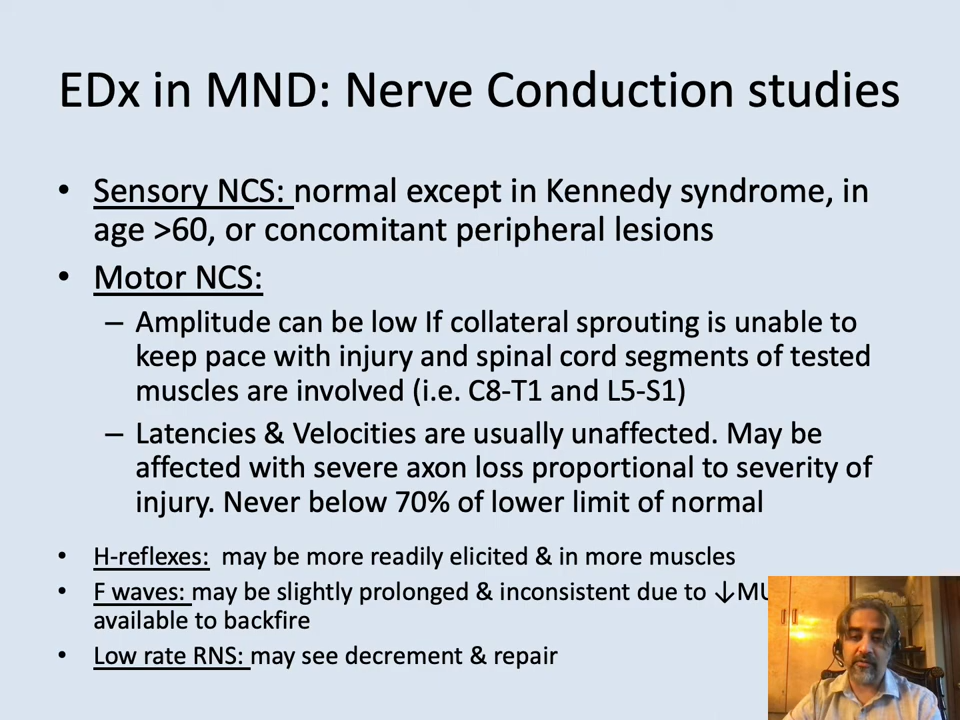 EDx in MND: Nerve Conduction studies
• Sensory NCS: normal except in Kennedy syndrome, in
age >60, or concomitant peripheral lesions
• Motor NCS:
– Amplitude can be low If collateral sprouting is unable to
keep pace with injury and spinal cord segments of tested
muscles are involved (i.e. C8-T1 and L5-S1)
– Latencies & Velocities are usually unaffected. May be
affected with severe axon loss proportional to severity of
injury. Never below 70% of lower limit of normal
• H-reflexes: may be more readily elicited & in more muscles
• F waves: may be slightly prolonged & inconsistent due to
available to backfire
• Low rate RNS: may see decrement & repair